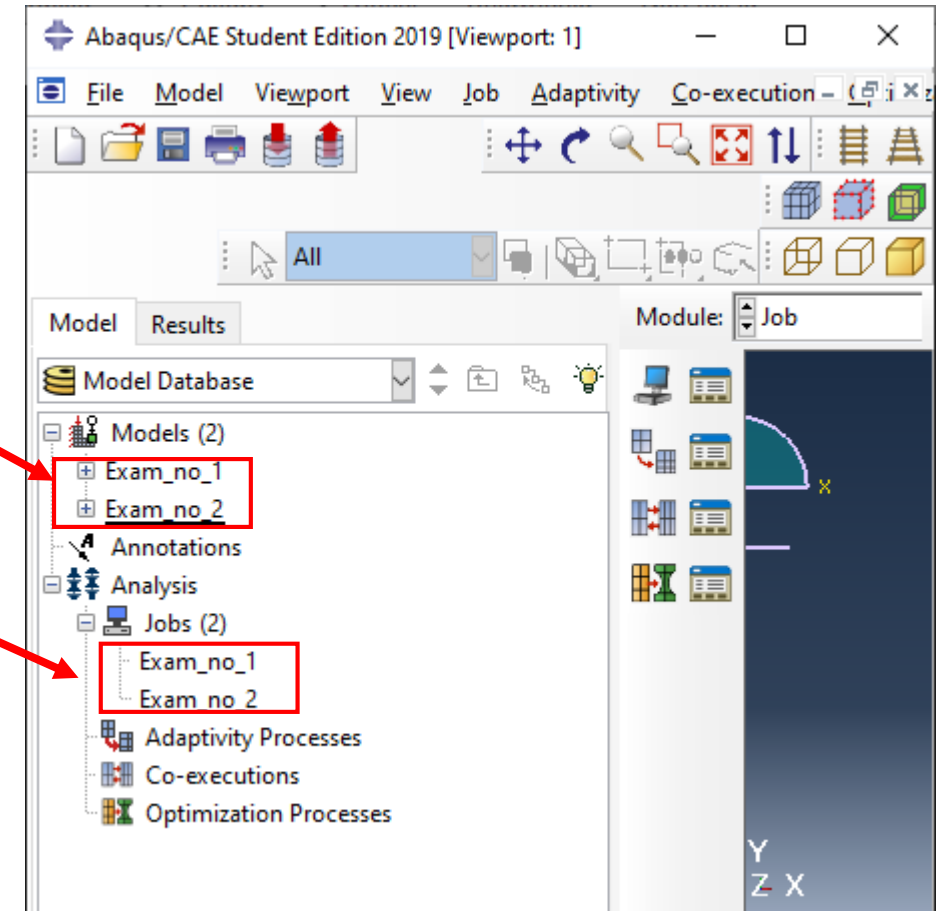 Abaqus/CAE Student Edition 2019 [Viewport: 1]
File Model Viewport View Job Adaptivity Co-execution
All
Model Results
Module: Job
Model Database
Models (2)
Exam_no_1
Exam_no_2
x
Annotations
Analysis
Jobs (2)
Exam_no_1
Exam_no_2
Adaptivity Processes
Co-executions
Optimization Processes
Y
Z X